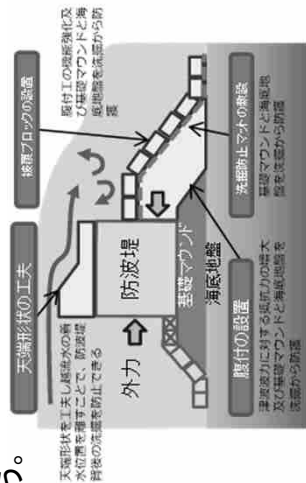 る。
天端形状の工夫
天端形状を工夫し越流水の着
水位置を離すことで、防波堤
背後の洗掘を防止できる
被覆ブロックの設置
腹付工の機能強化及
び基礎マウンドと海
底地盤を洗掘から防
護
外力
防波堤
基礎マウンド
海底地盤
腹付の設置
津波波力に対する抵抗力の増大
及び基礎マウンドと海底地盤を
洗掘から防護
洗掘防止マットの敷設
基礎マウンドと海底地
盤を洗掘から防護